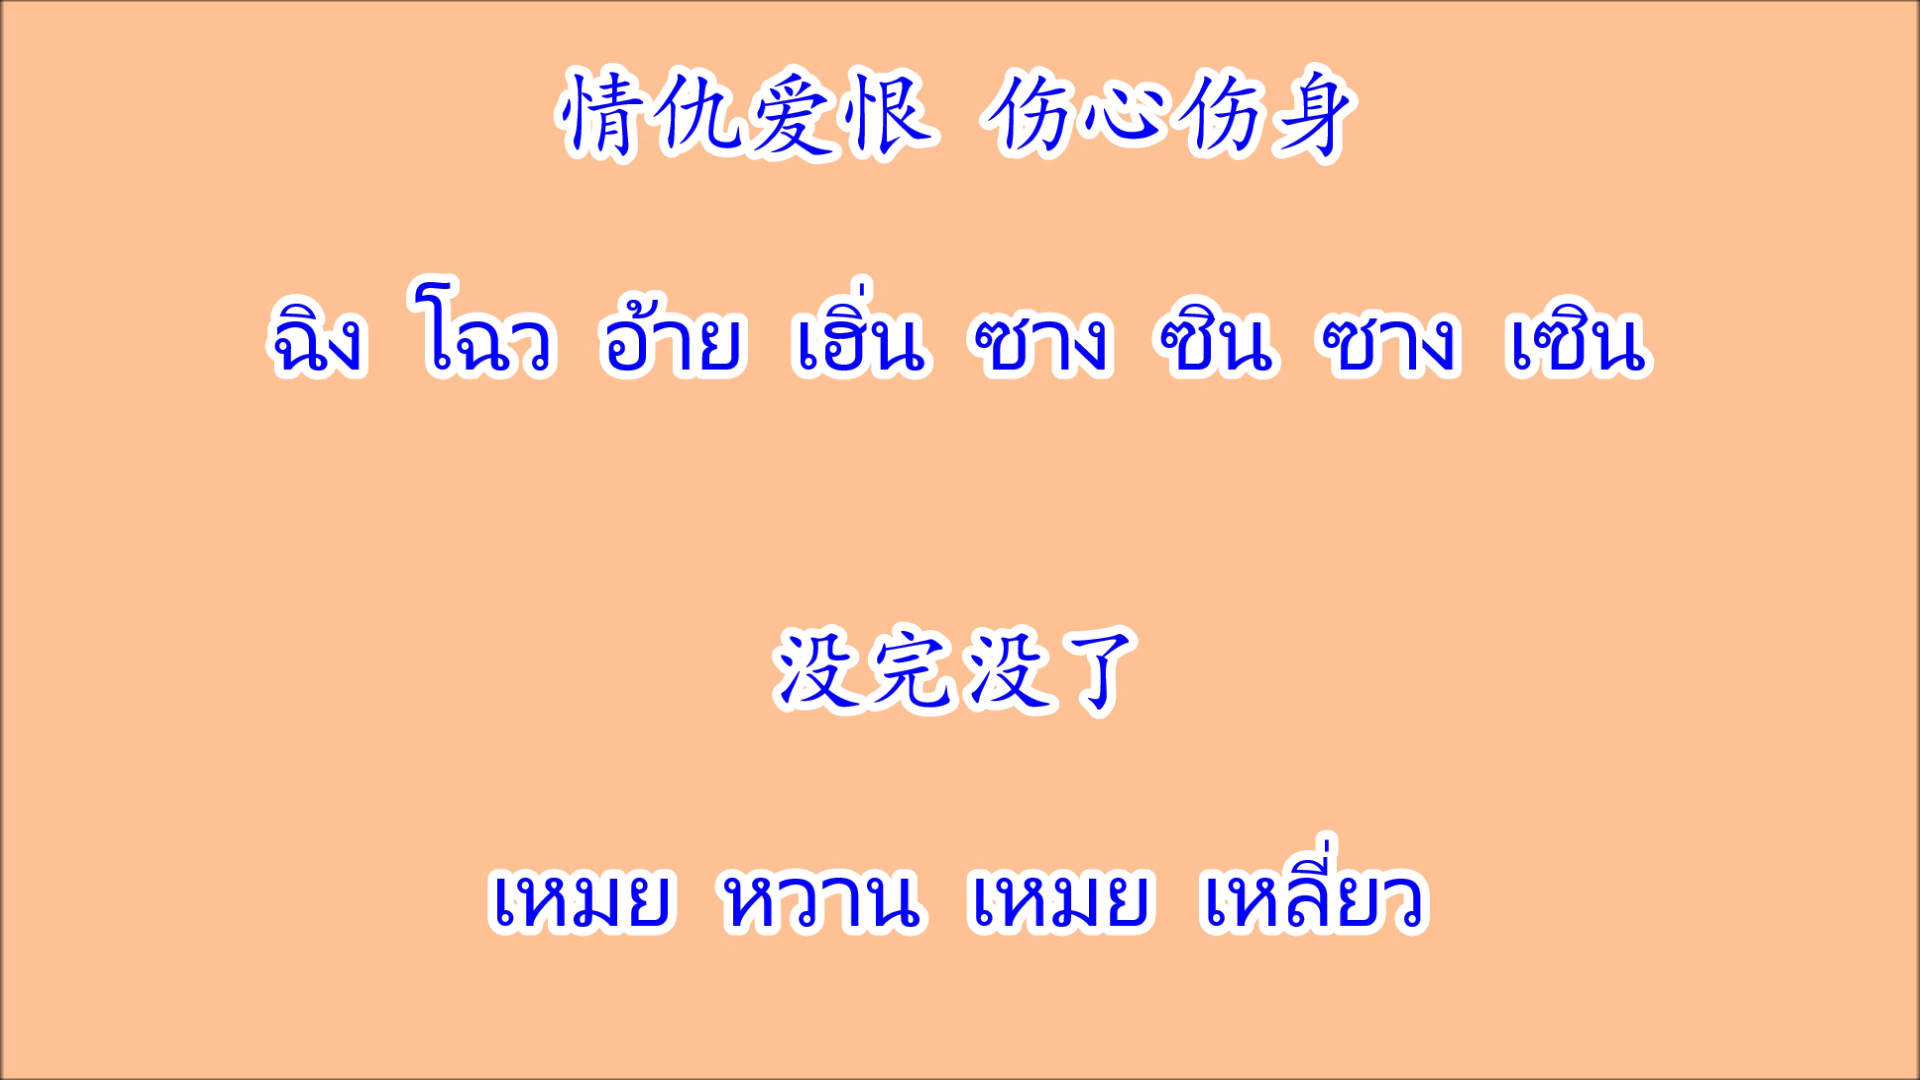 情仇爱恨 伤心伤身
ฉิง โฉว อ้าย เฮิ่น ซาง ซิน ซาง เซิน
没完没了
เหมย หวาน เหมย เหลี่ยว